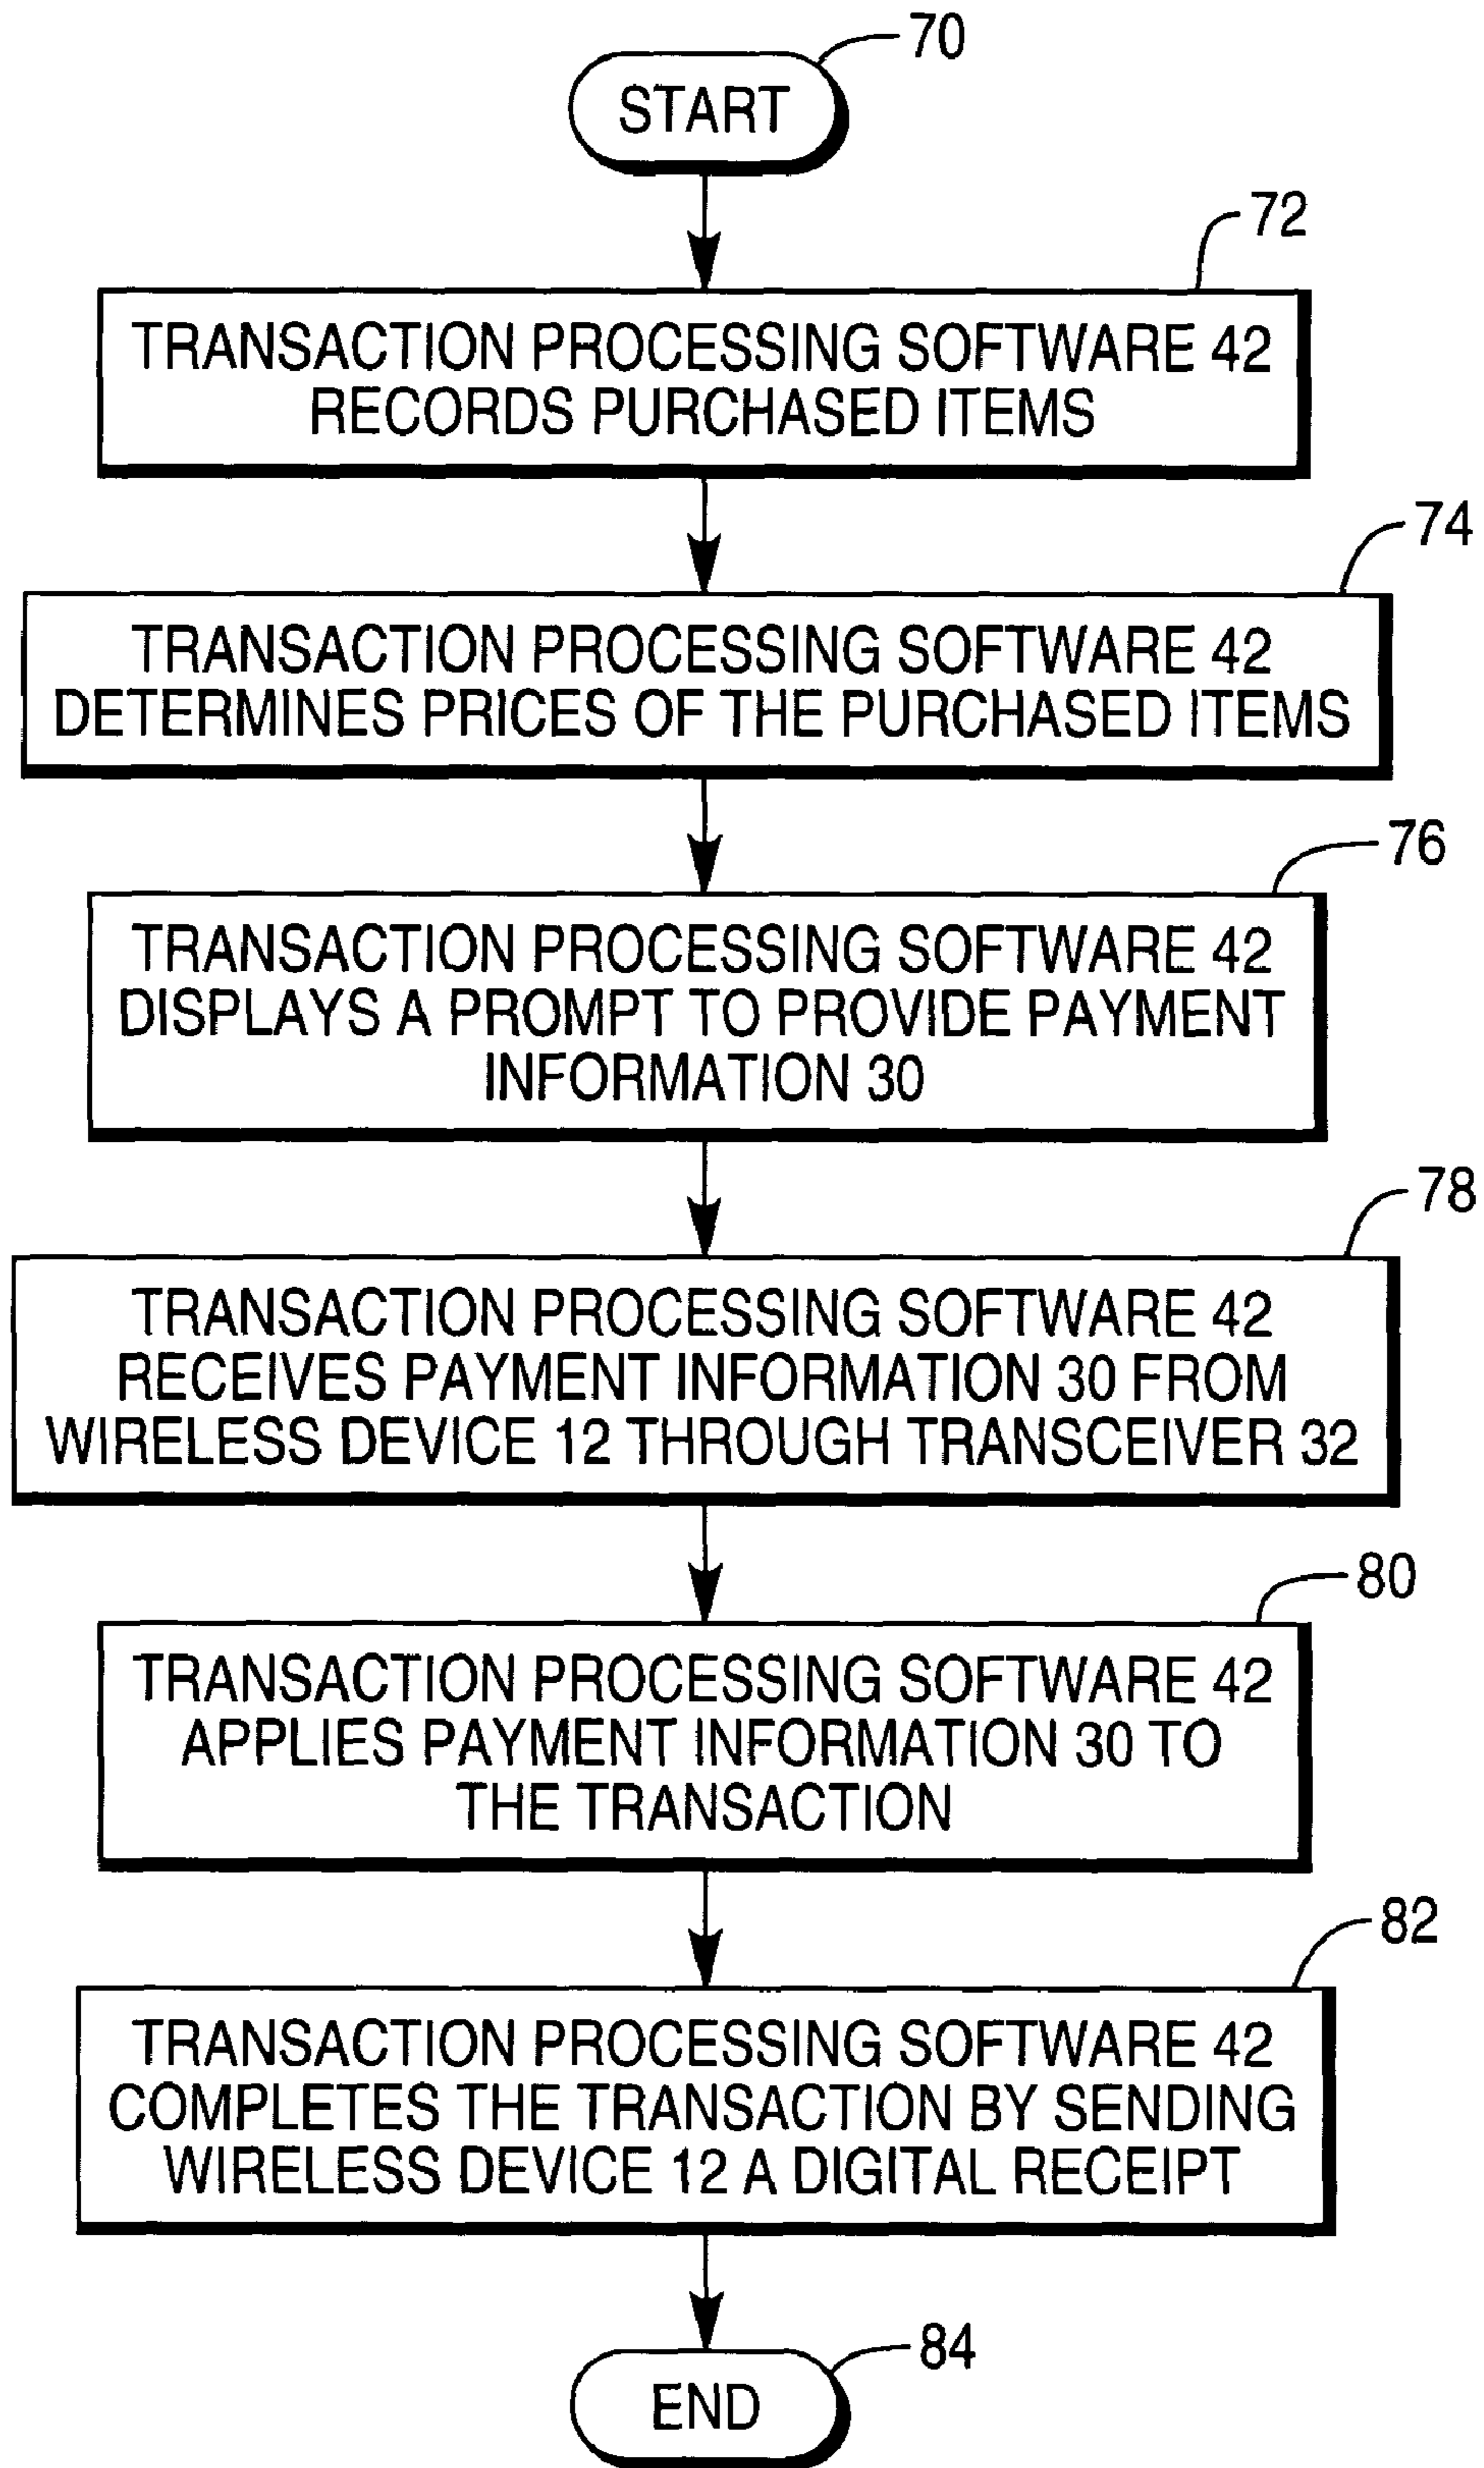 70
START
72
TRANSACTION PROCESSING SOFTWARE 42
RECORDS PURCHASED ITEMS
74
TRANSACTION PROCESSING SOFTWARE 42
DETERMINES PRICES OF THE PURCHASED ITEMS
76
TRANSACTION PROCESSING SOFTWARE 42
DISPLAYS A PROMPT TO PROVIDE PAYMENT
INFORMATION 30
78
TRANSACTION PROCESSING SOFTWARE 42
RECEIVES PAYMENT INFORMATION 30 FROM
WIRELESS DEVICE 12 THROUGH TRANSCEIVER 32
80
TRANSACTION PROCESSING SOFTWARE 42
APPLIES PAYMENT INFORMATION 30 TO
THE TRANSACTION
82
TRANSACTION PROCESSING SOFTWARE 42
COMPLETES THE TRANSACTION BY SENDING
WIRELESS DEVICE 12 A DIGITAL RECEIPT
84
END